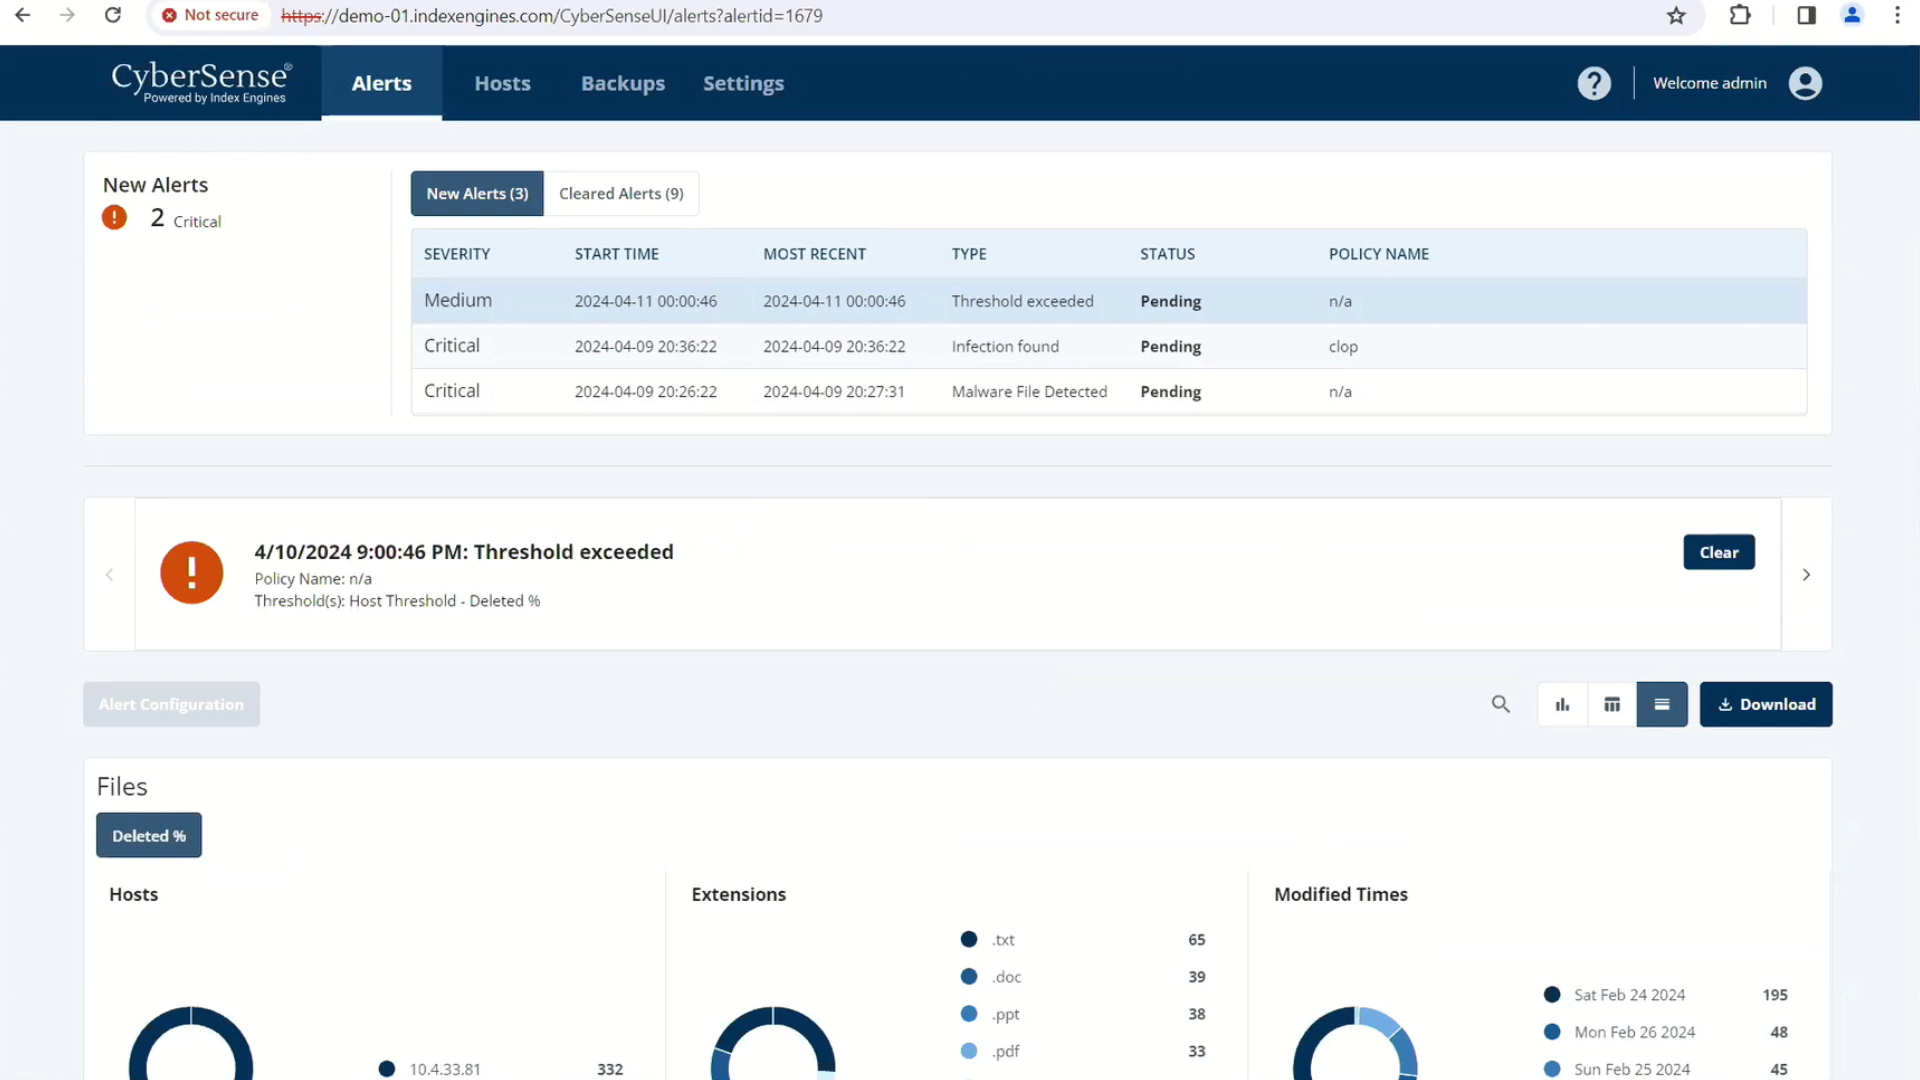 Not secure https://demo-01.indexengines.com/CyberSenseUI/alerts?alertid=1679
CyberSense®
Powered by Index Engines
Alerts Hosts Backups Settings
? Welcome admin
New Alerts
2 Critical
New Alerts (3) Cleared Alerts (9)
SEVERITY START TIME MOST RECENT TYPE STATUS POLICY NAME
Medium 2024-04-11 00:00:46 2024-04-11 00:00:46 Threshold exceeded Pending n/a
Critical 2024-04-09 20:36:22 2024-04-09 20:36:22 Infection found Pending clop
Critical 2024-04-09 20:26:22 2024-04-09 20:27:31 Malware File Detected Pending n/a
4/10/2024 9:00:46 PM: Threshold exceeded
Policy Name: n/a
Threshold(s): Host Threshold - Deleted %
Clear
Alert Configuration
Download
Files
Deleted %
Hosts
10.4.33.81 332
Extensions
.txt 65
.doc 39
.ppt 38
.pdf 33
Modified Times
Sat Feb 24 2024 195
Mon Feb 26 2024 48
Sun Feb 25 2024 45